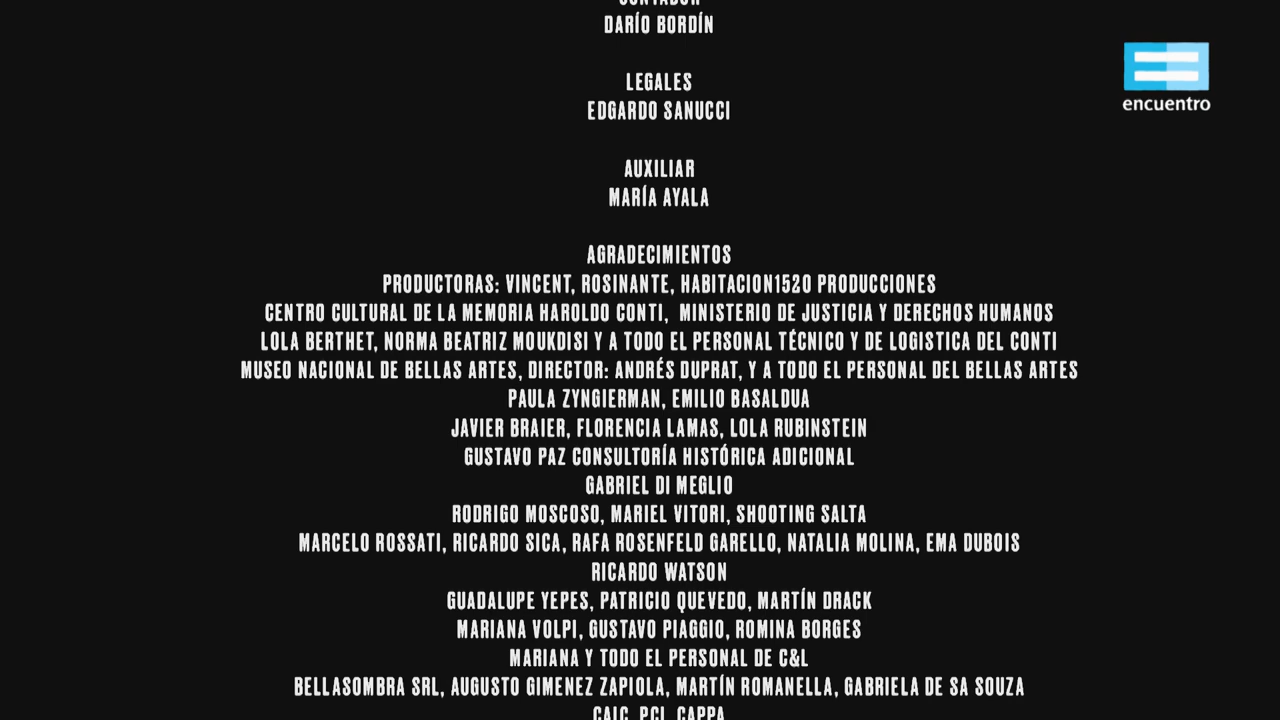 CONTADOR
DARÍO BORDÍN
encuentro
LEGALES
EDGARDO SANUCCI
AUXILIAR
MARÍA AYALA
AGRADECIMIENTOS
PRODUCTORAS: VINCENT, ROSINANTE, HABITACION1520 PRODUCCIONES
CENTRO CULTURAL DE LA MEMORIA HAROLDO CONTI, MINISTERIO DE JUSTICIA Y DERECHOS HUMANOS
LOLA BERTHET, NORMA BEATRIZ MOUKDISI Y A TODO EL PERSONAL TÉCNICO Y DE LOGISTICA DEL CONTI
MUSEO NACIONAL DE BELLAS ARTES, DIRECTOR: ANDRÉS DUPRAT, Y A TODO EL PERSONAL DEL BELLAS ARTES
PAULA ZYNGIERMAN, EMILIO BASALDUA
JAVIER BRAIER, FLORENCIA LAMAS, LOLA RUBINSTEIN
GUSTAVO PAZ CONSULTORÍA HISTÓRICA ADICIONAL
GABRIEL DI MEGLIO
RODRIGO MOSCOSO, MARIEL VITORI, SHOOTING SALTA
MARCELO ROSSATI, RICARDO SICA, RAFA ROSENFELD GARELLO, NATALIA MOLINA, EMA DUBOIS
RICARDO WATSON
GUADALUPE YEPES, PATRICIO QUEVEDO, MARTÍN DRACK
MARIANA VOLPI, GUSTAVO PIAGGIO, ROMINA BORGES
MARIANA Y TODO EL PERSONAL DE C&L
BELLASOMBRA SRL, AUGUSTO GIMENEZ ZAPIOLA, MARTÍN ROMANELLA, GABRIELA DE SA SOUZA
CAIC, PCI, CAPPA